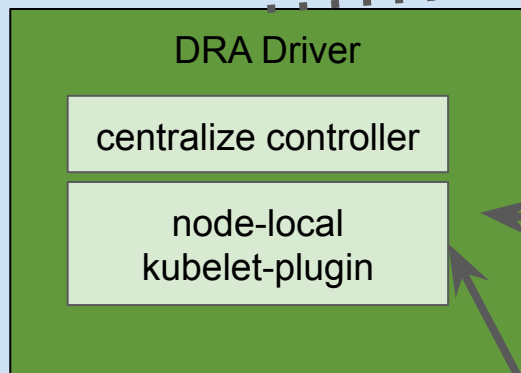 DRA Driver
centralize controller
node-local
kubelet-plugin